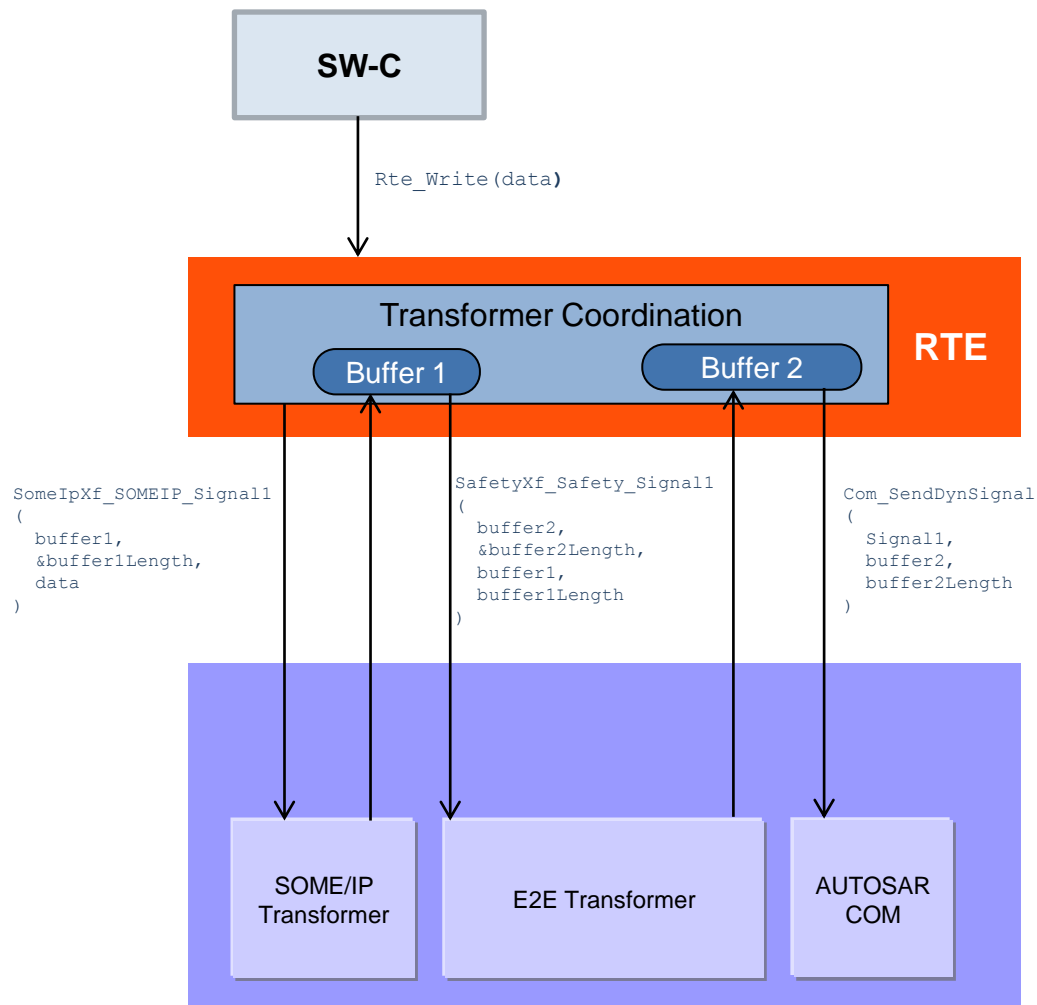 SW-C
Rte_Write(data)
Transformer Coordination
Buffer 1
Buffer 2
RTE
SomeIpXf_SOMEIP_Signal1
(
buffer1,
&buffer1Length,
data
)
SafetyXf_Safety_Signal1
(
buffer2,
&buffer2Length,
buffer1,
buffer1Length
)
Com_SendDynSignal
(
Signal1,
buffer2,
buffer2Length
)
SOME/IP
Transformer
E2E Transformer
AUTOSAR
COM